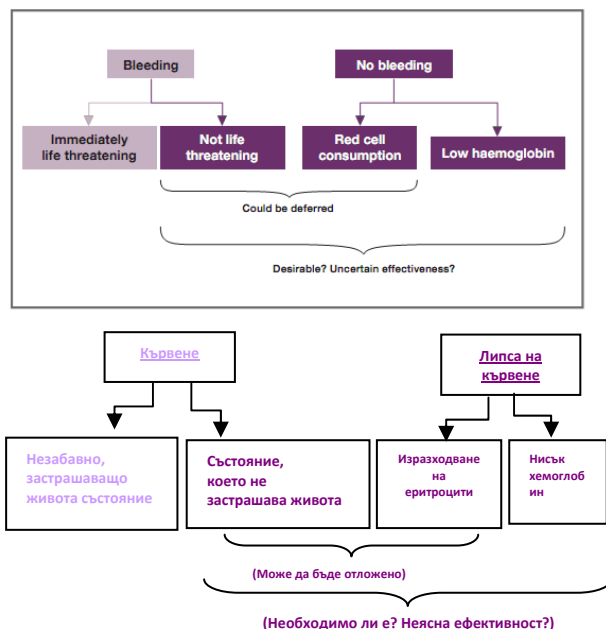 Bleeding
No bleeding
Immediately
life threatening
Not life
threatening
Red cell
consumption
Low haemoglobin
Could be deferred
Desirable? Uncertain effectiveness?
Кървене
Липса на
кървене
Незабавно,
застрашаващо
живота състояние
Състояние,
което не
застрашава живота
Изразходване
на
еритроцити
Нисък
хемоглоб
ин
(Може да бъде отложено)
(Необходимо ли е? Неясна ефективност?)